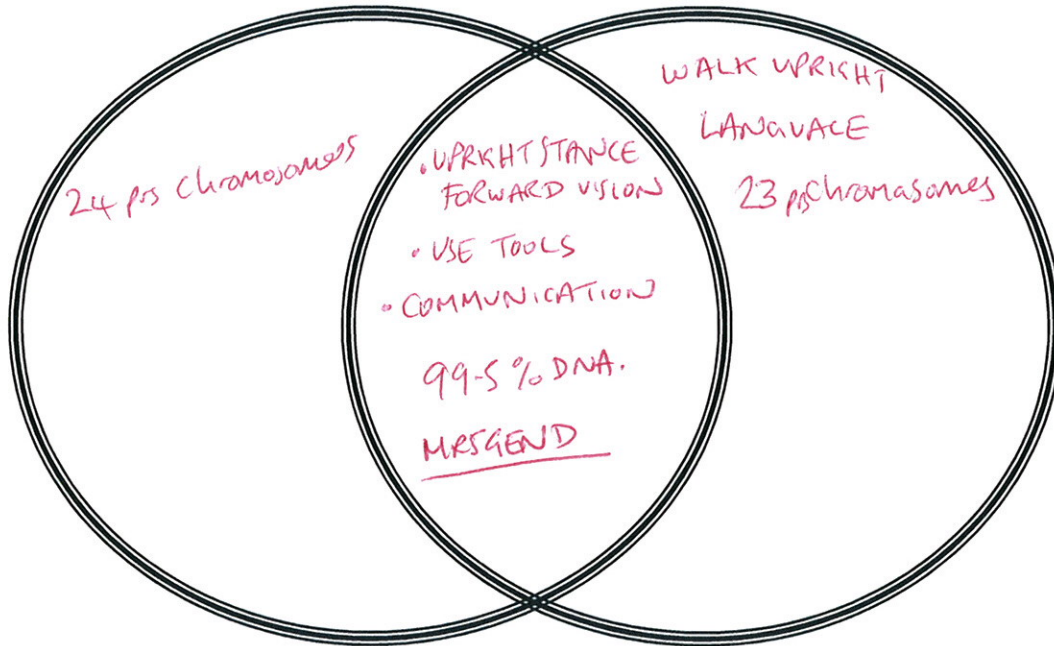 24 prs Chromosomes
• UPRIGHT STANCE
FORWARD VISION
• USE TOOLS
• COMMUNICATION
99-5 % DNA.
MRSGEND
WALK UPRIGHT
LANGUAGE
23 prs Chromasomes